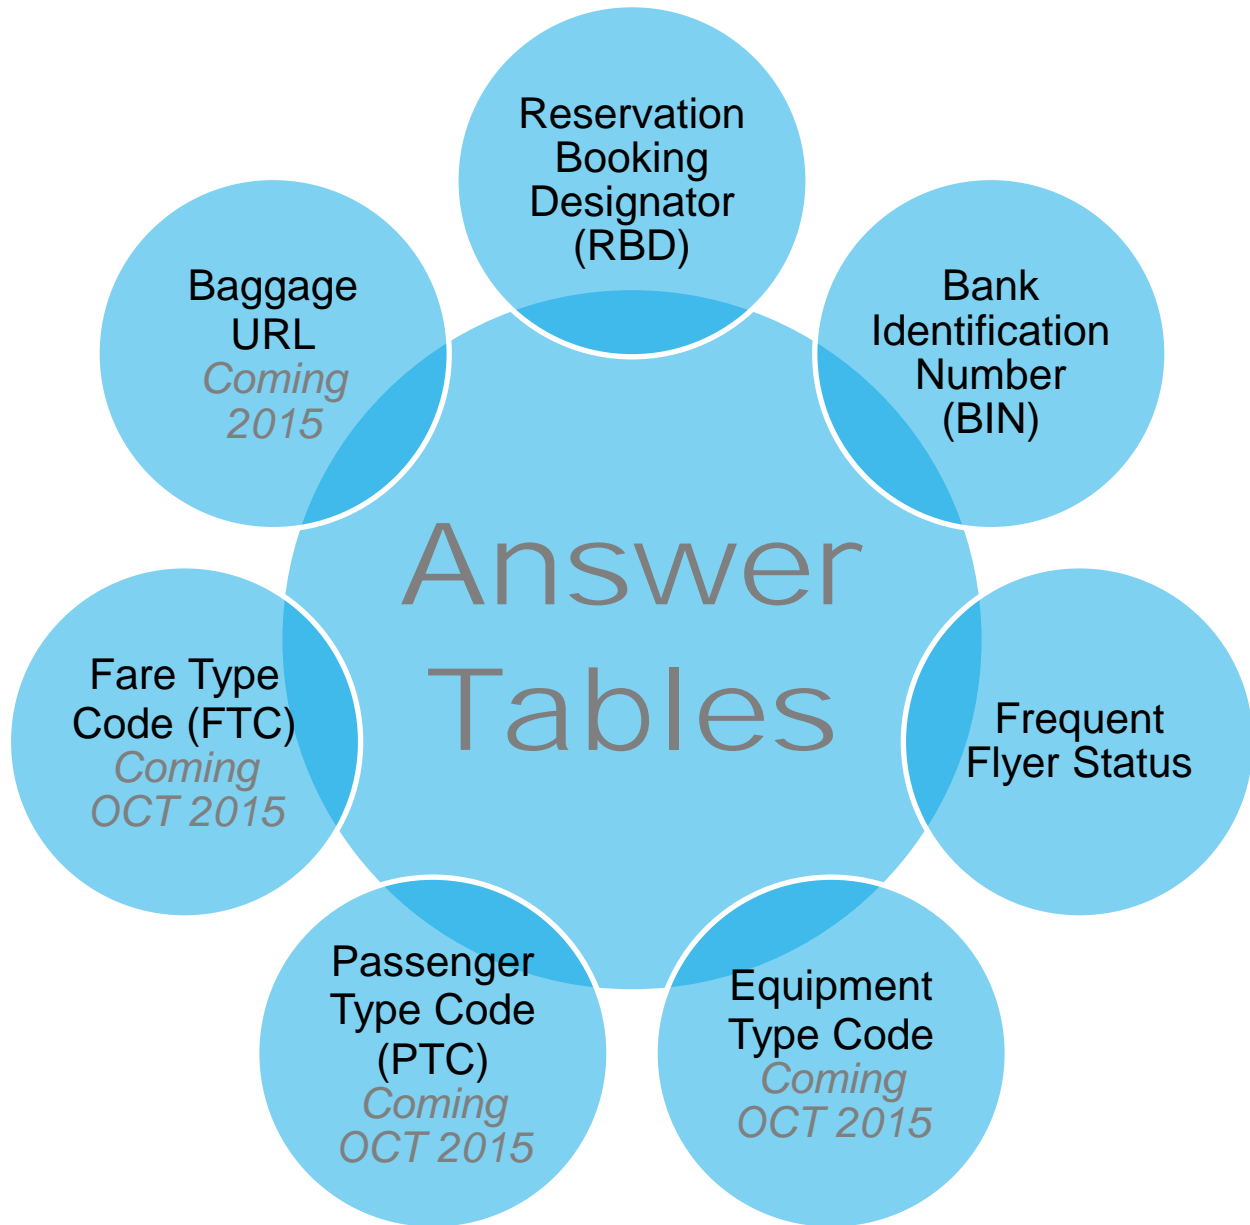 Reservation
Booking
Designator
(RBD)
Bank
Identification
Number
(BIN)
Frequent
Flyer Status
Equipment
Type Code
Coming
OCT 2015
Passenger
Type Code
(PTC)
Coming
OCT 2015
Fare Type
Code (FTC)
Coming
OCT 2015
Baggage
URL
Coming
2015
Answer
Tables